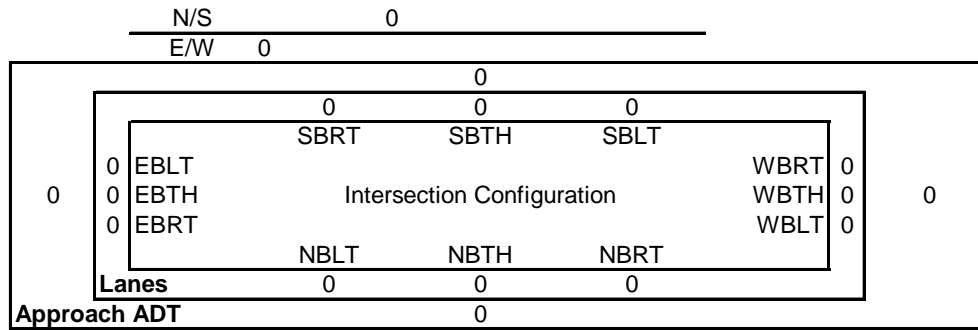 N/S 0
E/W 0
0
0 0 0
SBRT SBTH SBLT
0 EBLT WBRT 0
0 0 EBTH Intersection Configuration WBTH 0 0
0 EBRT WBLT 0
NBLT NBTH NBRT
Lanes 0 0 0
Approach ADT 0